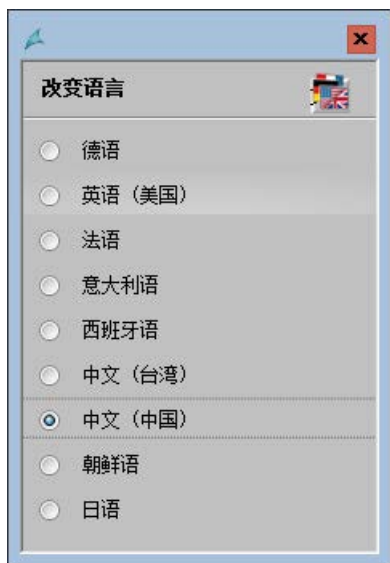 改变语言
德语
英语（美国）
法语
意大利语
西班牙语
中文（台湾）
中文（中国）
朝鲜语
日语